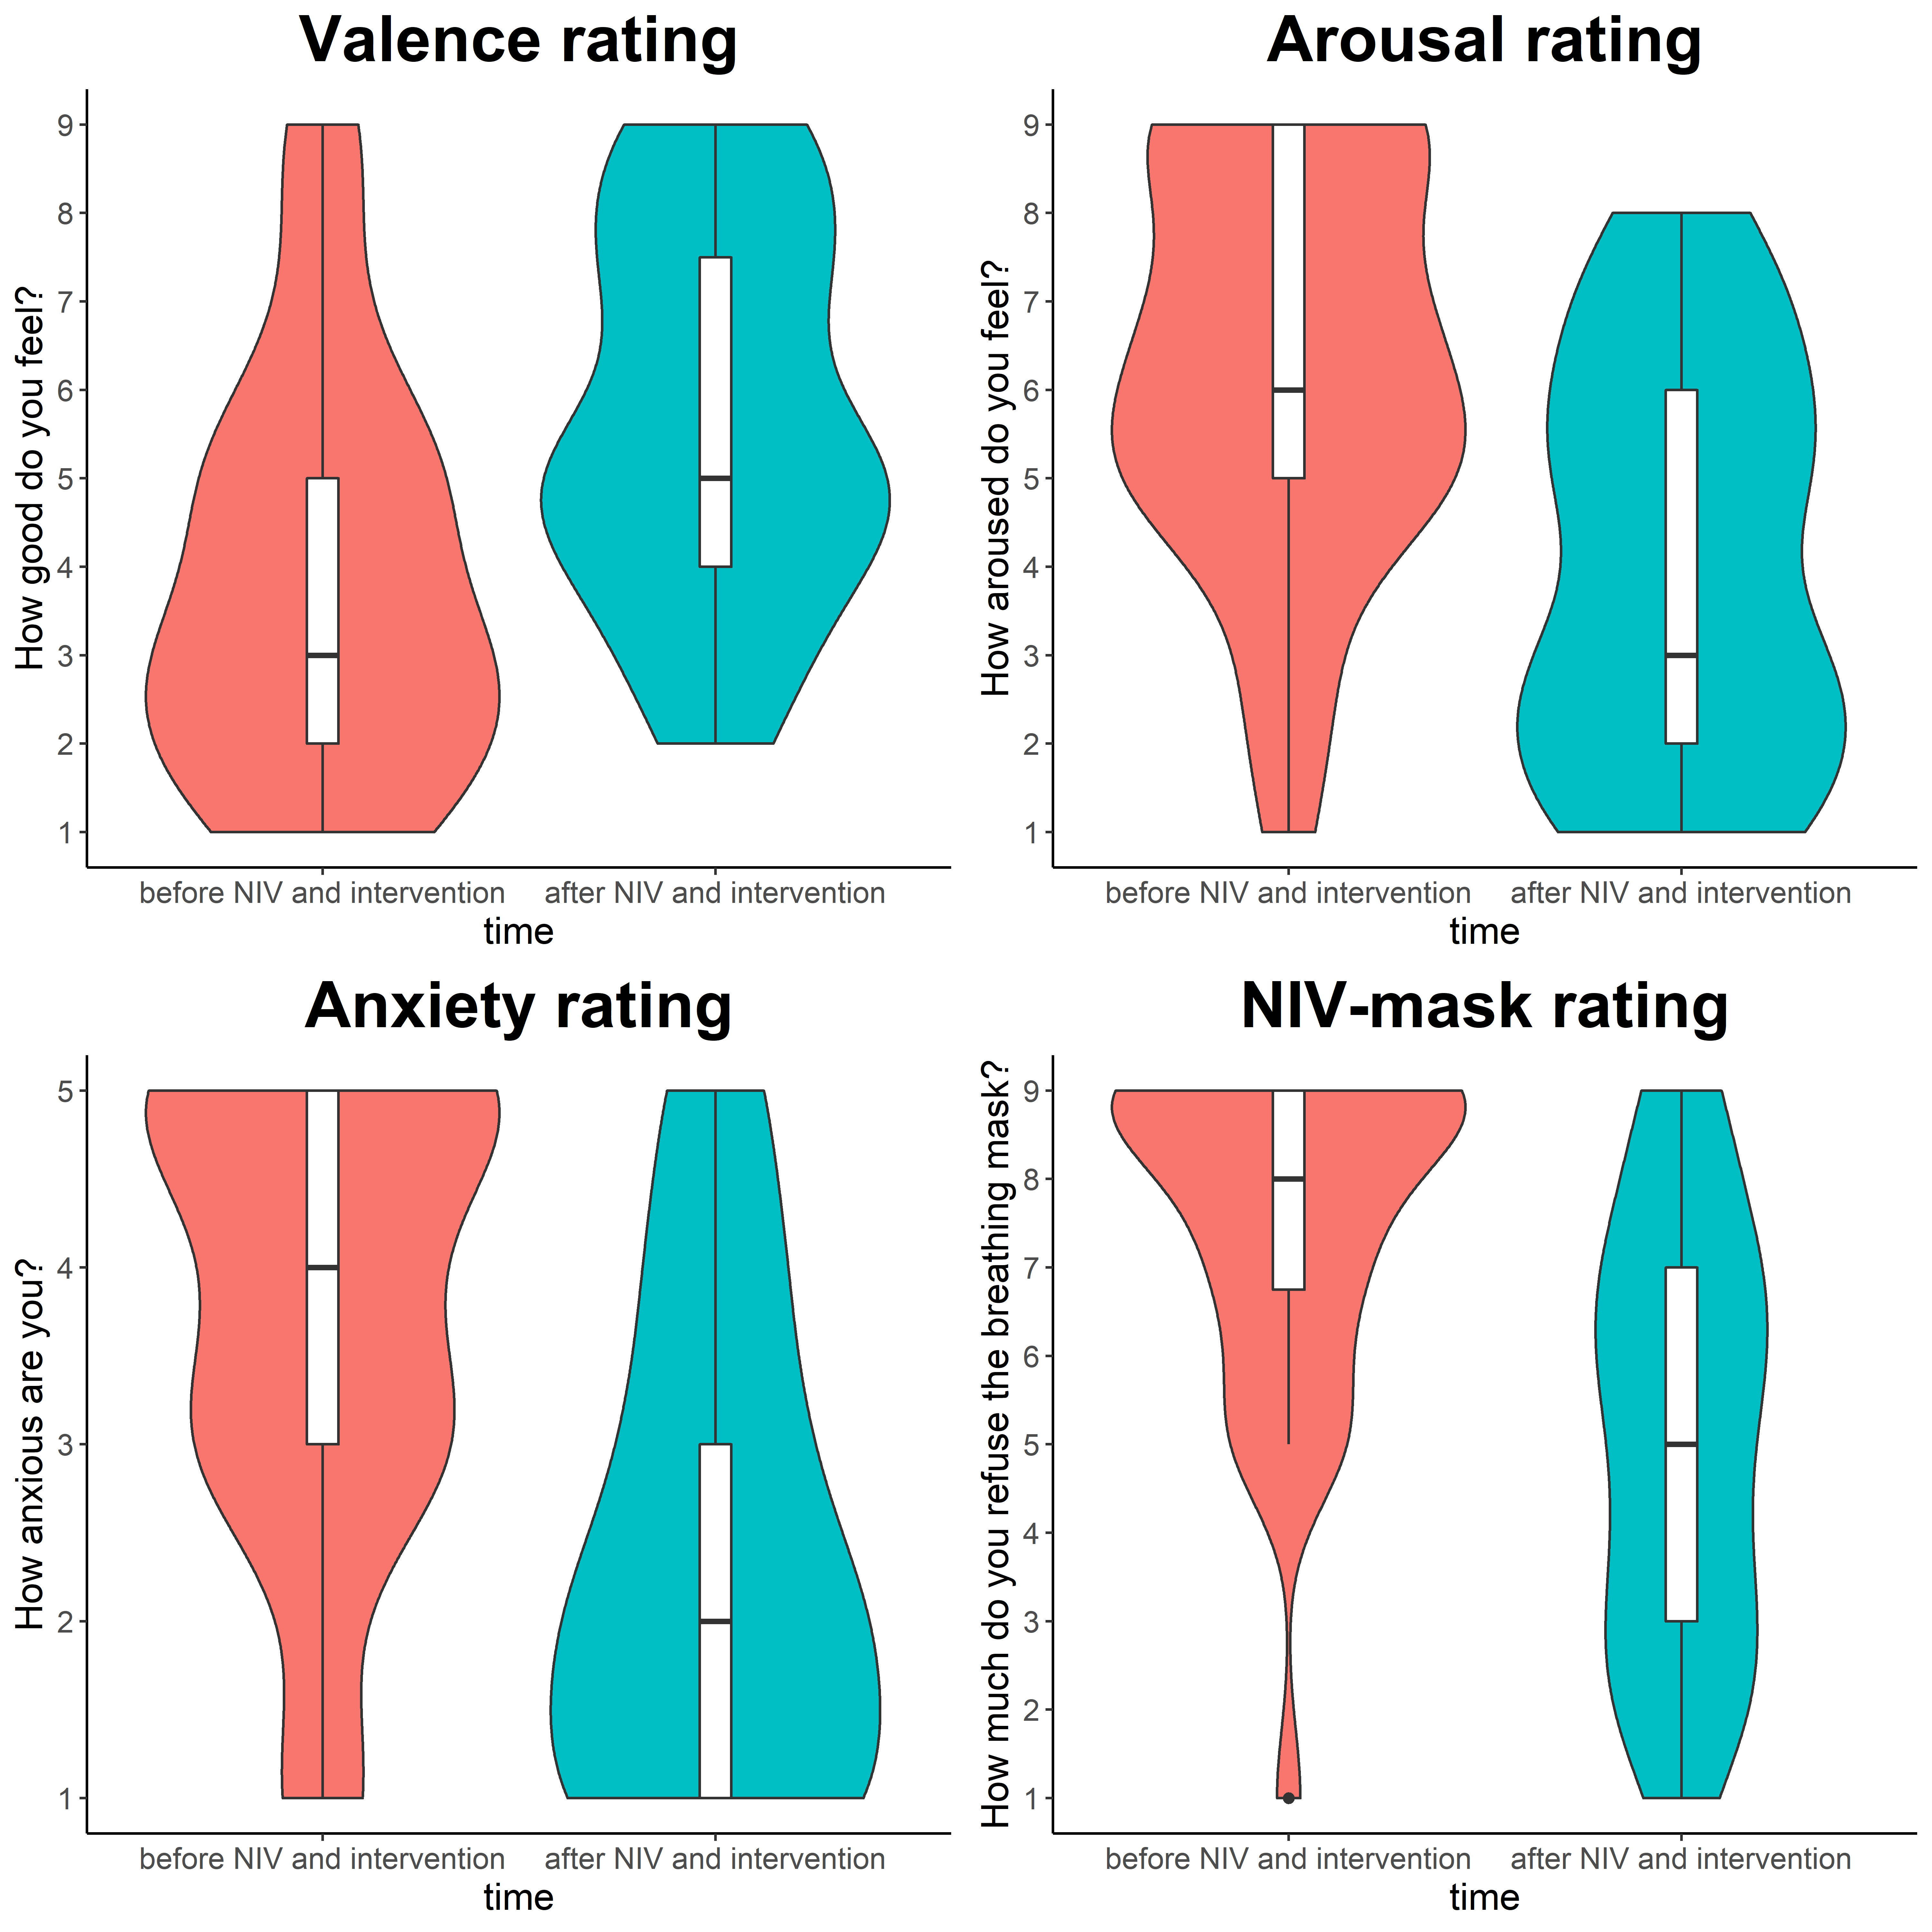 Valence rating
How good do you feel?
9
8
7
6
5
4
3
2
1
before NIV and intervention
after NIV and intervention
time
Arousal rating
How aroused do you feel?
9
8
7
6
5
4
3
2
1
before NIV and intervention
after NIV and intervention
time
Anxiety rating
How anxious are you?
5
4
3
2
1
before NIV and intervention
after NIV and intervention
time
NIV-mask rating
How much do you refuse the breathing mask?
9
8
7
6
5
4
3
2
1
before NIV and intervention
after NIV and intervention
time